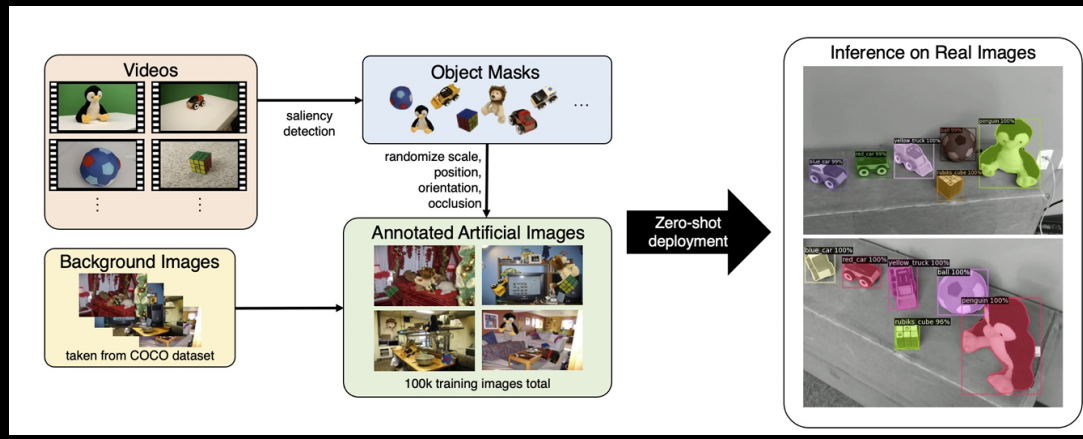 Videos
saliency
detection
Object Masks
...
randomize scale,
position,
orientation,
occlusion
Background Images
taken from COCO dataset
Annotated Artificial Images
100k training images total
Zero-shot
deployment
Inference on Real Images
blue_car 99%
red_car 99%
yellow_truck 100%
penguin 100%
rubiks_cube 100%
blue_car 100%
red_car 100%
yellow_truck 100%
ball 100%
penguin 100%
rubiks_cube 96%